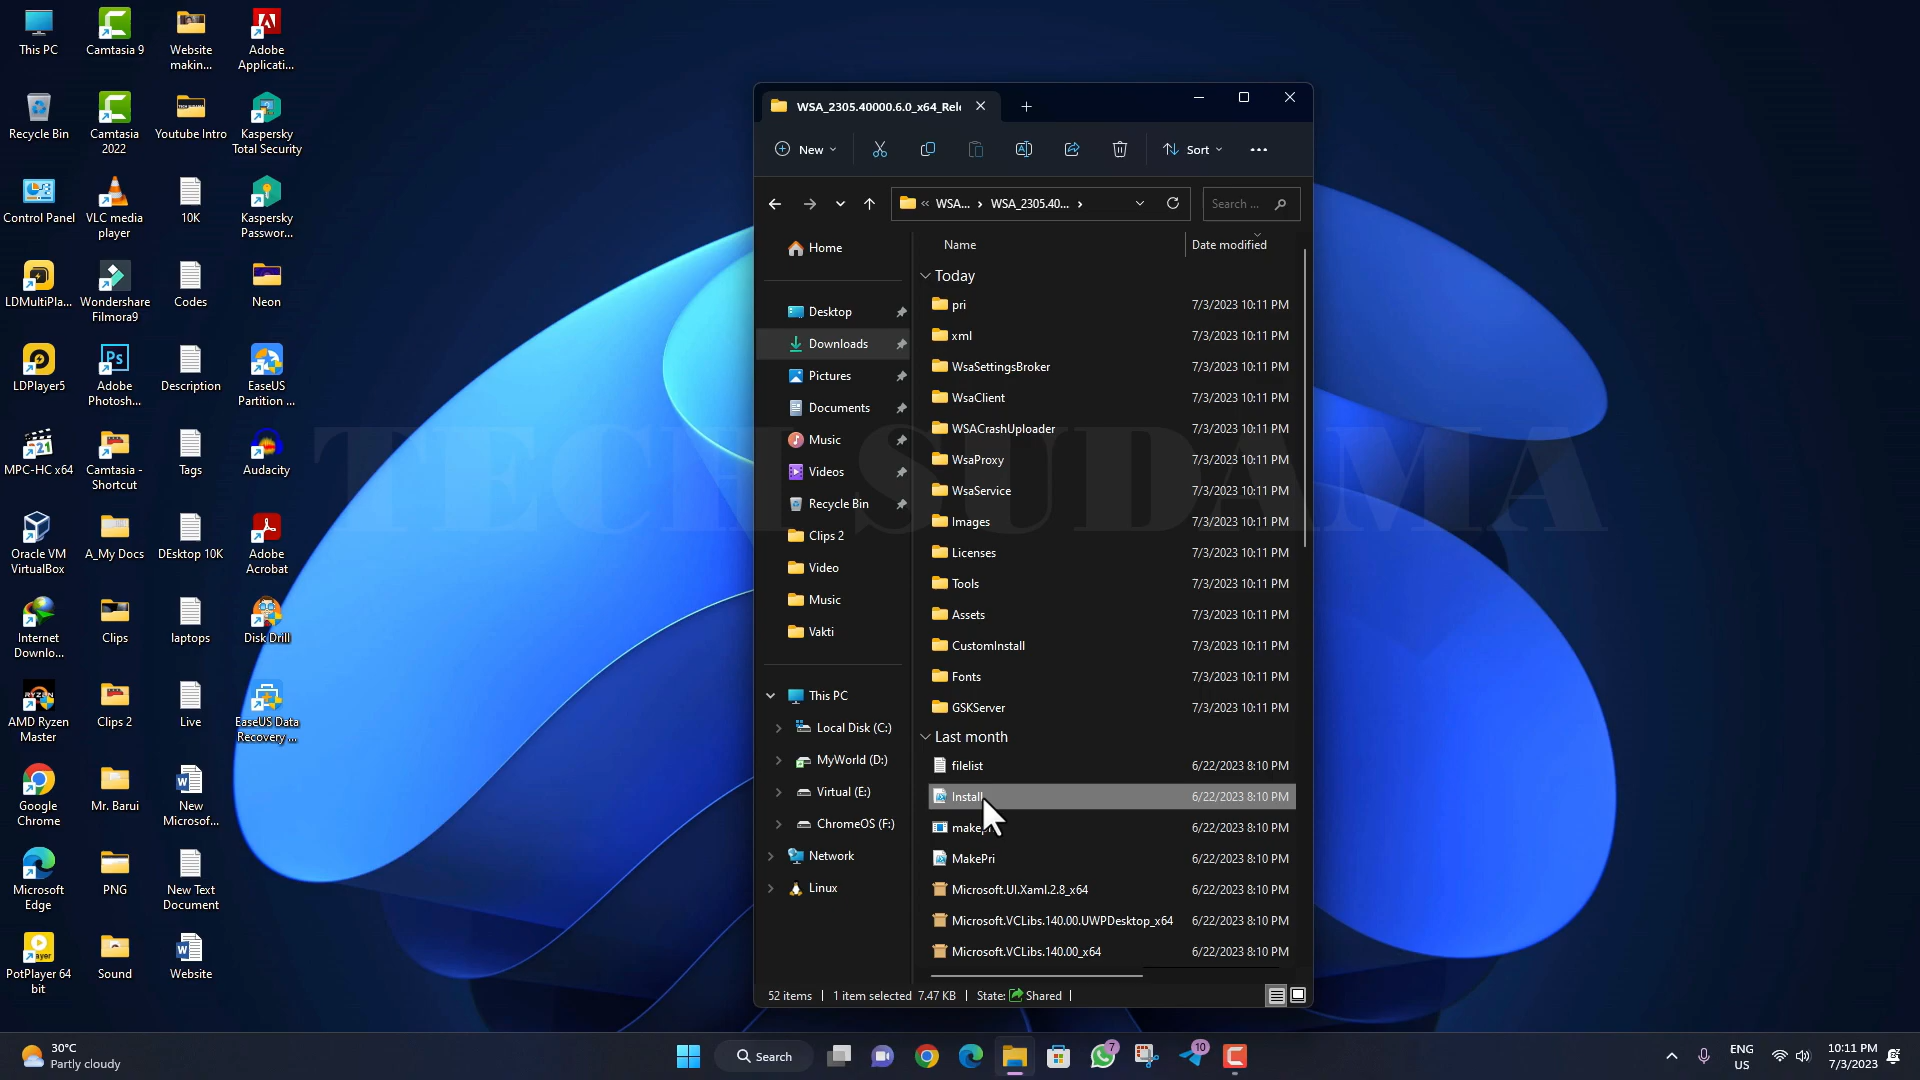 This PC
Camtasia 9
Website
makin...
Adobe
Applicati...
Recycle Bin
Camtasia
2022
Youtube Intro
Kaspersky
Total Security
Control Panel
VLC media
player
10K
Kaspersky
Passwor...
LDMultiPla...
Wondershare
Filmora9
Codes
Neon
LDPlayer5
Adobe
Photosh...
Description
EaseUS
Partition ...
MPC-HC x64
Camtasia -
Shortcut
Tags
Audacity
Oracle VM
VirtualBox
A_My Docs
DEsktop 10K
Adobe
Acrobat
Internet
Downlo...
Clips
laptops
Disk Drill
AMD Ryzen
Master
Clips 2
Live
EaseUS Data
Recovery ...
Google
Chrome
Mr. Barui
New
Microsof...
Microsoft
Edge
PNG
New Text
Document
PotPlayer 64
bit
Sound
Website
WSA_2305.40000.6.0_x64_Rel
New
Sort
WSA... › WSA_2305.40... ›
Search ...
Home
Desktop
Downloads
Pictures
Documents
Music
Videos
Recycle Bin
Clips 2
Video
Music
Vakti
This PC
Local Disk (C:)
MyWorld (D:)
Virtual (E:)
ChromeOS (F:)
Network
Linux
Name Date modified
Today
pri 7/3/2023 10:11 PM
xml 7/3/2023 10:11 PM
WsaSettingsBroker 7/3/2023 10:11 PM
WsaClient 7/3/2023 10:11 PM
WSACrashUploader 7/3/2023 10:11 PM
WsaProxy 7/3/2023 10:11 PM
WsaService 7/3/2023 10:11 PM
Images 7/3/2023 10:11 PM
Licenses 7/3/2023 10:11 PM
Tools 7/3/2023 10:11 PM
Assets 7/3/2023 10:11 PM
CustomInstall 7/3/2023 10:11 PM
Fonts 7/3/2023 10:11 PM
GSKServer 7/3/2023 10:11 PM
Last month
filelist 6/22/2023 8:10 PM
Install 6/22/2023 8:10 PM
6/22/2023 8:10 PM
MakePri 6/22/2023 8:10 PM
Microsoft.UI.Xaml.2.8_x64 6/22/2023 8:10 PM
Microsoft.VCLibs.140.00.UWPDesktop_x64 6/22/2023 8:10 PM
Microsoft.VCLibs.140.00_x64 6/22/2023 8:10 PM
52 items 1 item selected 7.47 KB State: Shared
TECH SUDAMA
30°C
Partly cloudy
Search
7
10
ENG
US
10:11 PM
7/3/2023